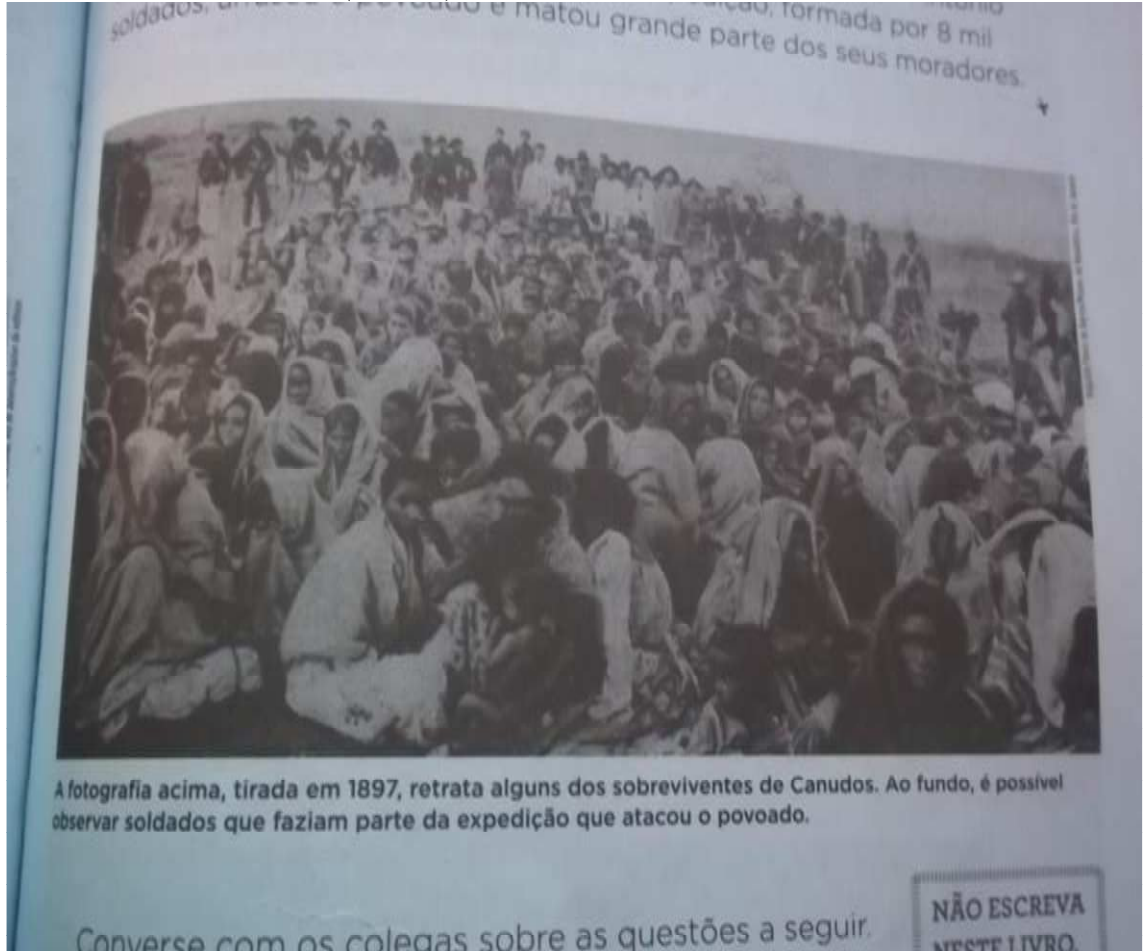 formada por 8 mil
soldados, e matou grande parte dos seus moradores.
A fotografia acima, tirada em 1897, retrata alguns dos sobreviventes de Canudos. Ao fundo, é possível
observar soldados que faziam parte da expedição que atacou o povoado.
Converse com os colegas sobre as questões a seguir.
NÃO ESCREVA
NESTE LIVRO